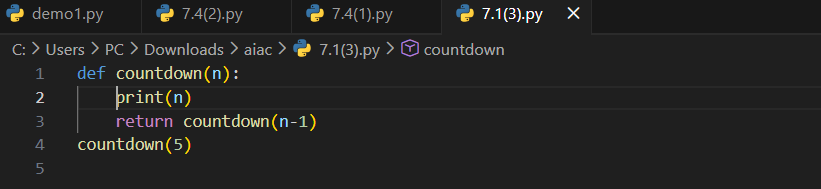 demo1.py 7.4(2).py 7.4(1).py 7.1(3).py
C: > Users > PC > Downloads > aiac > 7.1(3).py > countdown
1 def countdown(n):
2     print(n)
3     return countdown(n-1)
4 countdown(5)
5